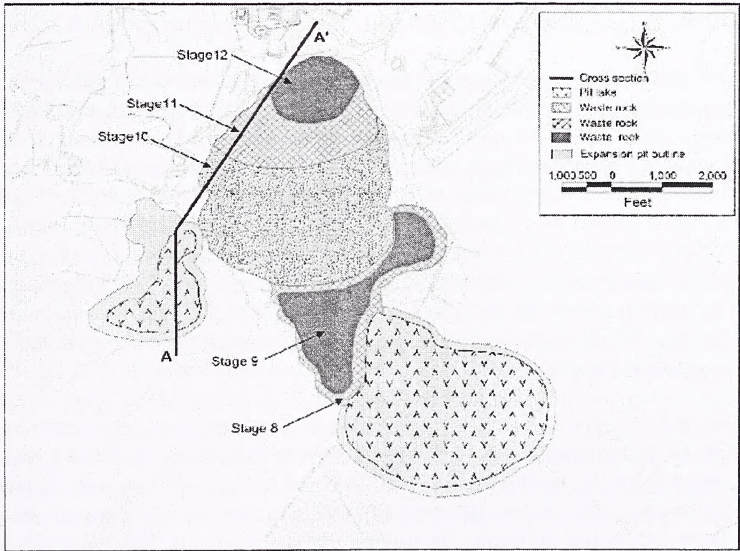 A'
Stage12
Stage11
Stage10
A
Stage 9
Stage 8
Cross section
Pit lake
Waste rock
Waste rock
Waste rock
Expansion pit outline
1,000 500 0 1,000 2,000
Feet